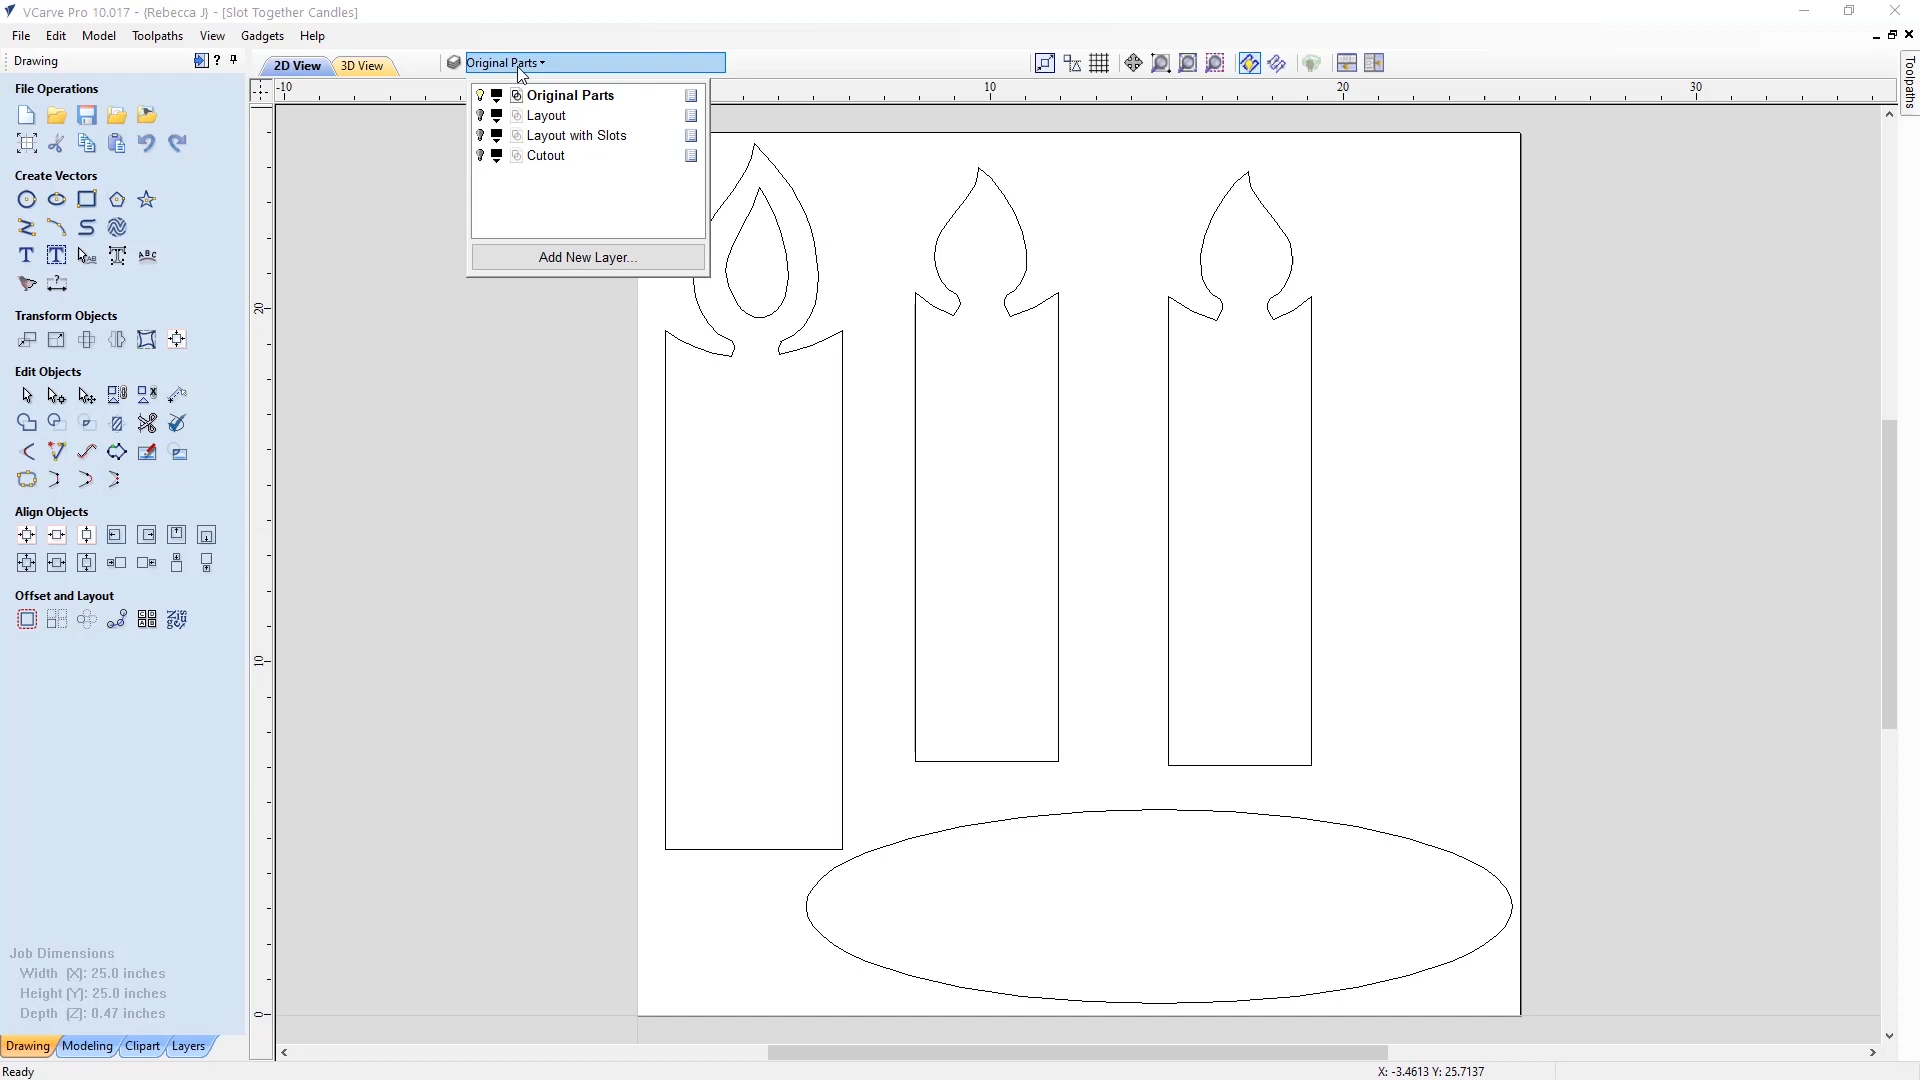 VCarve Pro 10.017 - {Rebecca J} - [Slot Together Candles]
File Edit Model Toolpaths View Gadgets Help
Drawing
2D View 3D View Original Parts
Toolpaths
-10 10 20 30
20
10
0
Original Parts
Layout
Layout with Slots
Cutout
Add New Layer...
File Operations
Create Vectors
Transform Objects
Edit Objects
Align Objects
Offset and Layout
Job Dimensions
Width (X): 25.0 inches
Height (Y): 25.0 inches
Depth (Z): 0.47 inches
Drawing Modeling Clipart Layers
Ready
X: -3.4613 Y: 25.7137